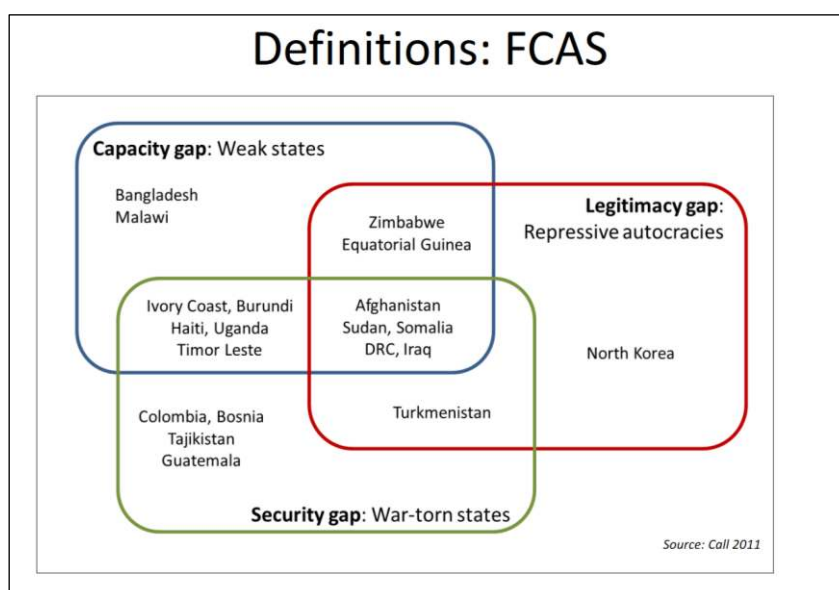 Definitions: FCAS
Capacity gap: Weak states
Bangladesh
Malawi
Zimbabwe
Equatorial Guinea
Legitimacy gap:
Repressive autocracies
Ivory Coast, Burundi
Haiti, Uganda
Timor Leste
Afghanistan
Sudan, Somalia
DRC, Iraq
North Korea
Colombia, Bosnia
Tajikistan
Guatemala
Turkmenistan
Security gap: War-torn states
Source: Call 2011